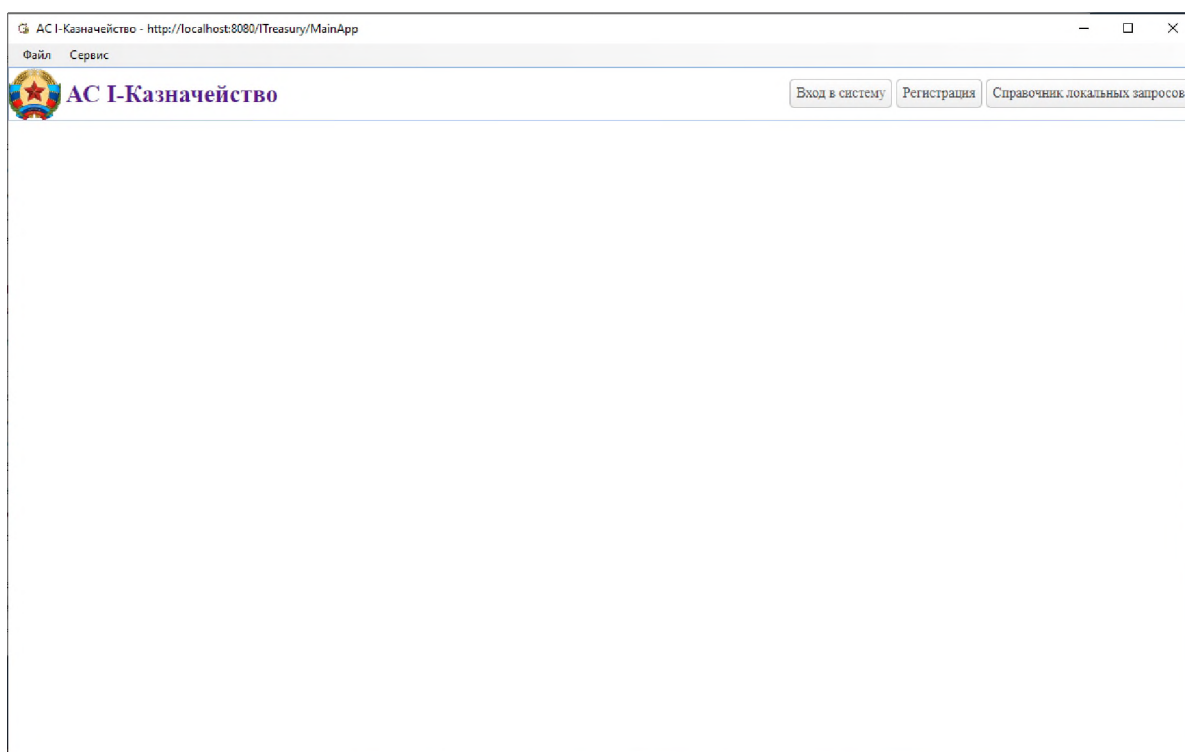 АС I-Казначейство - http://localhost:8080/ITreasury/MainApp
Файл Сервис
АС I-Казначейство Вход в систему Регистрация Справочник локальных запросов